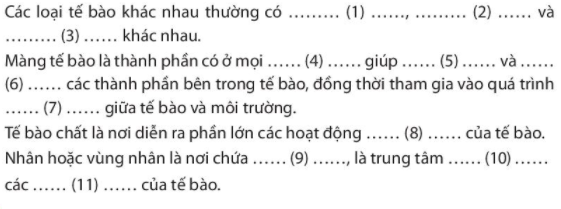 Các loại tế bào khác nhau thường có ......... (1) ......, ......... (2) ...... và
......... (3) ...... khác nhau.
Màng tế bào là thành phần có ở mọi ...... (4) ...... giúp ...... (5) ...... và ......
(6) ...... các thành phần bên trong tế bào, đồng thời tham gia vào quá trình
...... (7) ...... giữa tế bào và môi trường.
Tế bào chất là nơi diễn ra phần lớn các hoạt động ...... (8) ...... của tế bào.
Nhân hoặc vùng nhân là nơi chứa ...... (9) ......, là trung tâm ...... (10) ......
các ...... (11) ...... của tế bào.